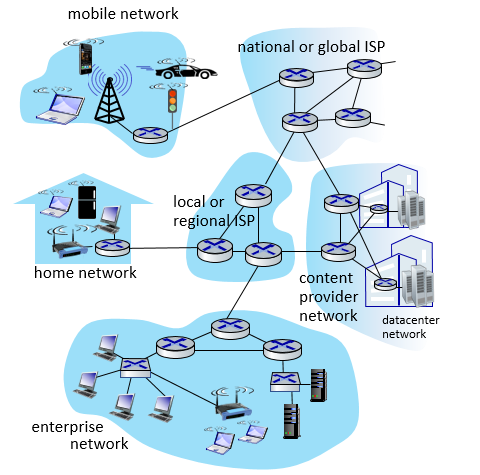 mobile network
national or global ISP
local or
regional ISP
home network
content
provider
network
datacenter
network
enterprise
network